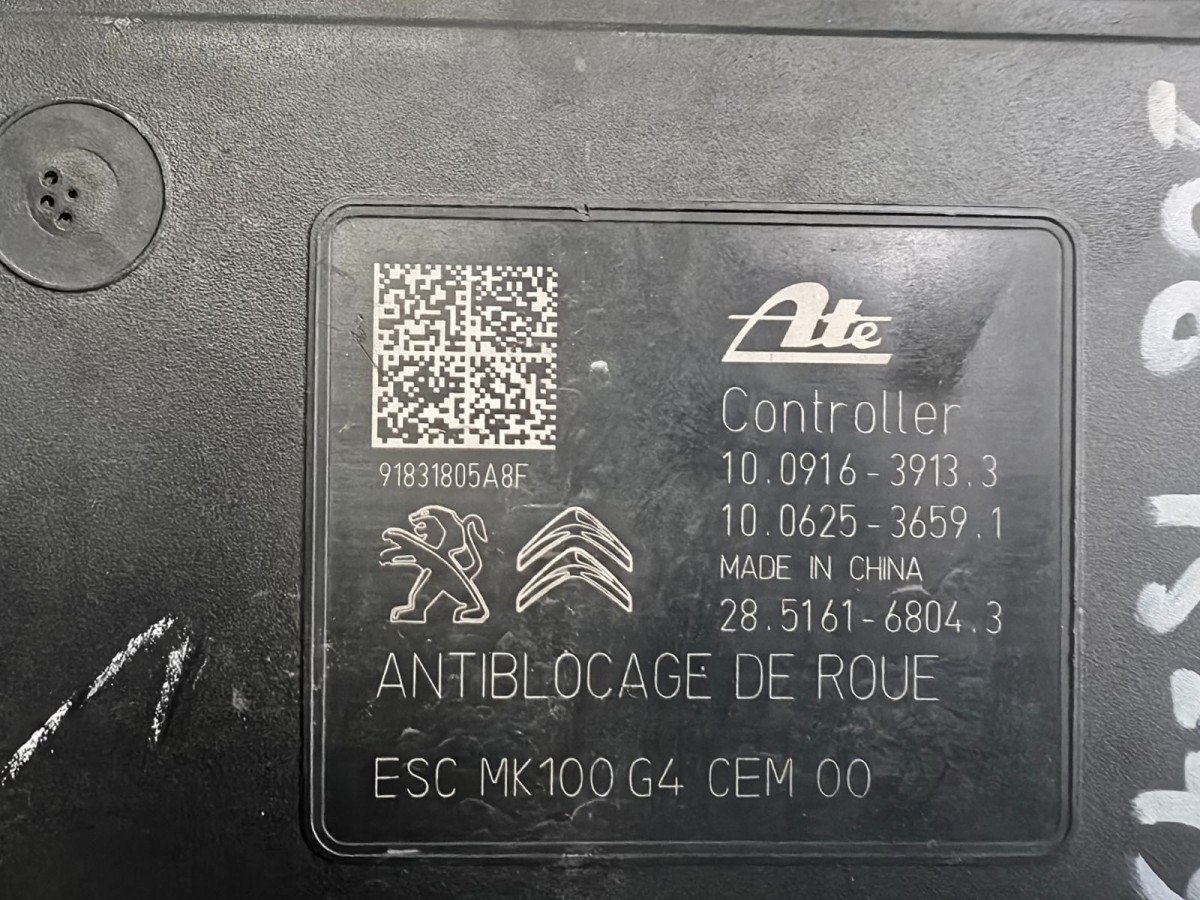 91831805A8F
Ate
Controller
10.0916-3913.3
10.0625-3659.1
MADE IN CHINA
28.5161-6804.3
ANTIBLOCAGE DE ROUE
ESC MK100 G4 CEM 00